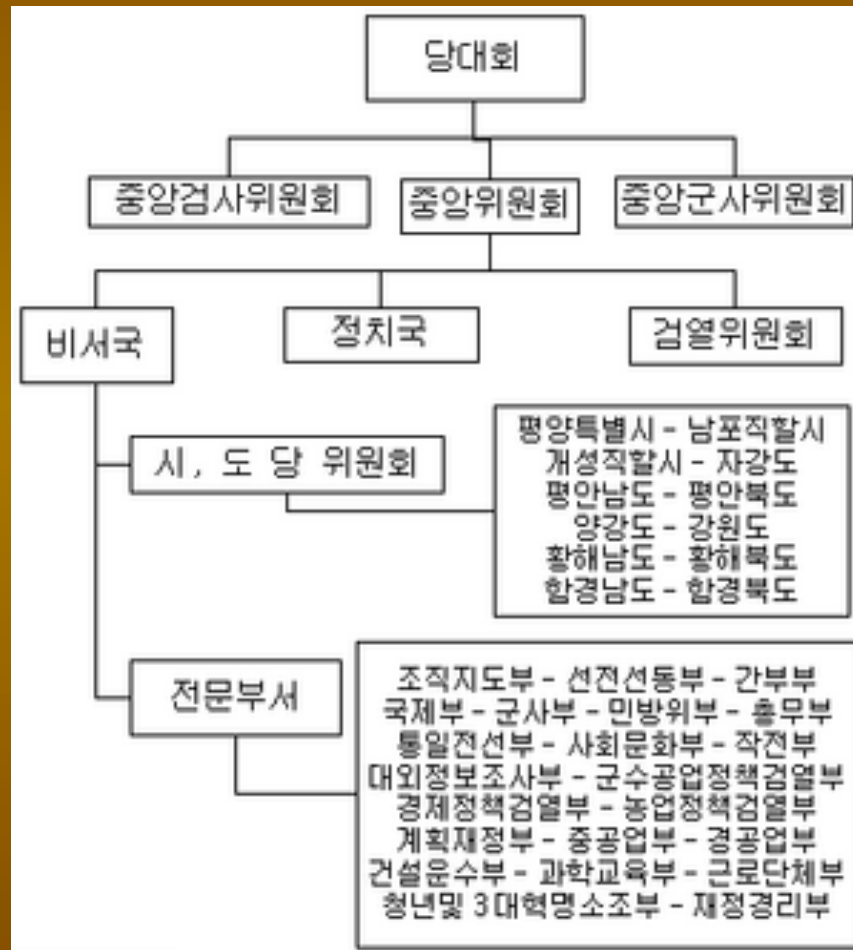 당대회
중앙검사위원회
중앙위원회
중앙군사위원회
비서국
정치국
검열위원회
시, 도 당 위원회
평양특별시 - 남포직할시
개성직할시 - 자강도
평안남도 - 평안북도
양강도 - 강원도
황해남도 - 황해북도
함경남도 - 함경북도
전문부서
조직지도부 - 선전선동부 - 간부부
국제부 - 군사부 - 민방위부 - 총무부
통일전선부 - 사회문화부 - 작전부
대외정보조사부 - 군수공업정책검열부
경제정책검열부 - 농업정책검열부
계획재정부 - 중공업부 - 경공업부
건설운수부 - 과학교육부 - 근로단체부
청년및 3대혁명소조부 - 재정경리부